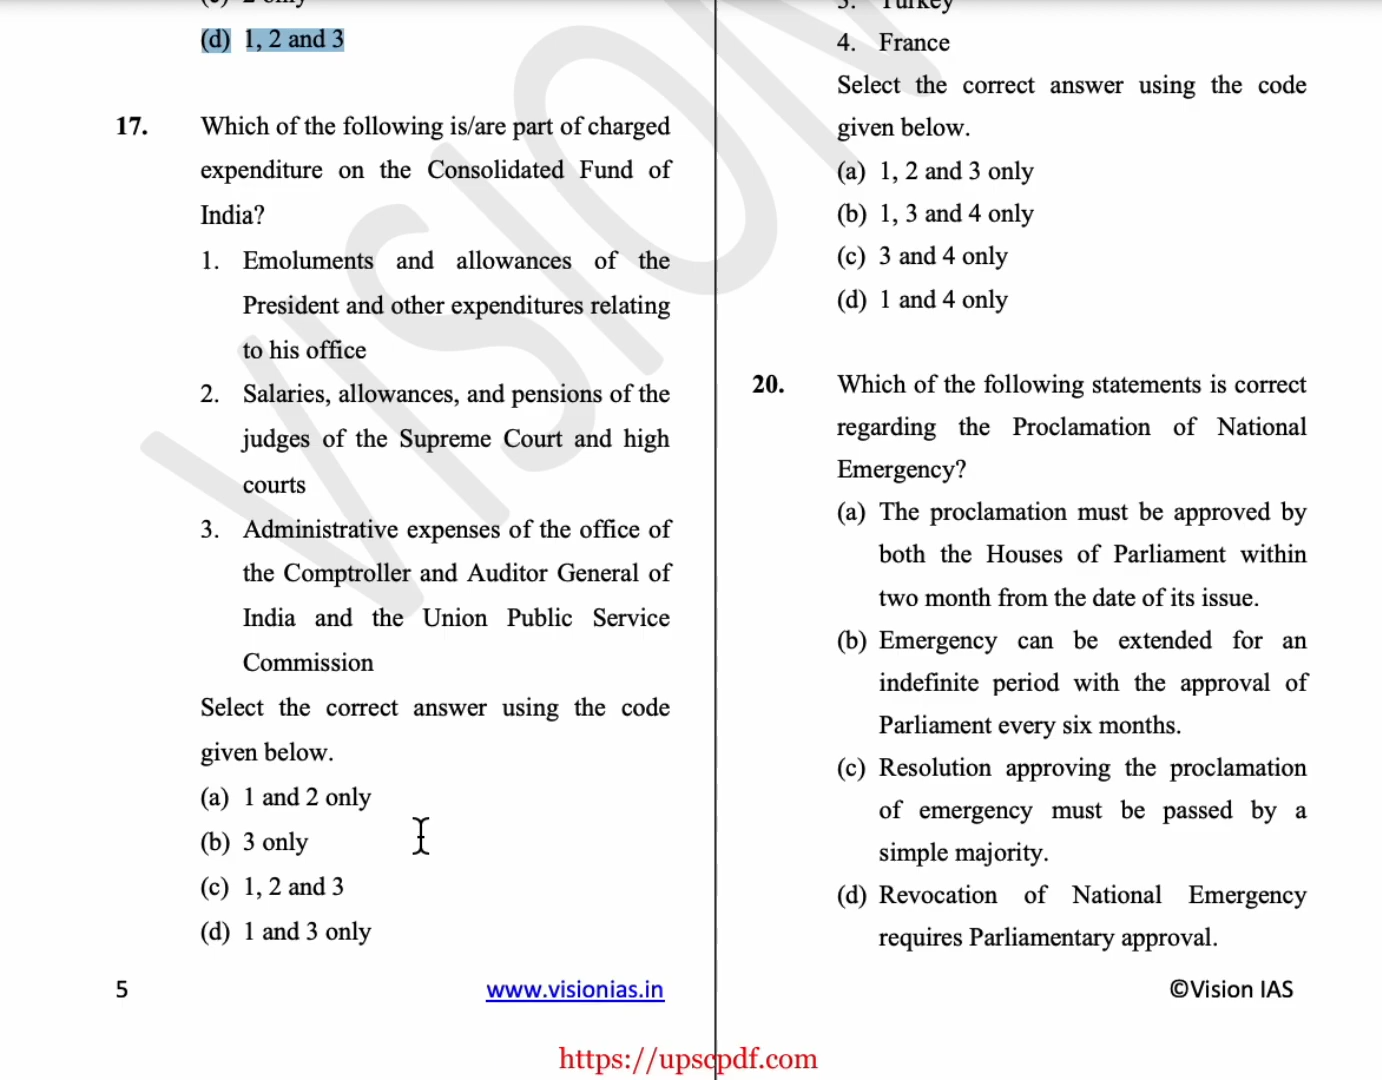 (d) 1, 2 and 3
17. Which of the following is/are part of charged
expenditure on the Consolidated Fund of
India?
1. Emoluments and allowances of the
President and other expenditures relating
to his office
2. Salaries, allowances, and pensions of the
judges of the Supreme Court and high
courts
3. Administrative expenses of the office of
the Comptroller and Auditor General of
India and the Union Public Service
Commission
Select the correct answer using the code
given below.
(a) 1 and 2 only
(b) 3 only
(c) 1, 2 and 3
(d) 1 and 3 only
3. Turkey
4. France
Select the correct answer using the code
given below.
(a) 1, 2 and 3 only
(b) 1, 3 and 4 only
(c) 3 and 4 only
(d) 1 and 4 only
20. Which of the following statements is correct
regarding the Proclamation of National
Emergency?
(a) The proclamation must be approved by
both the Houses of Parliament within
two month from the date of its issue.
(b) Emergency can be extended for an
indefinite period with the approval of
Parliament every six months.
(c) Resolution approving the proclamation
of emergency must be passed by a
simple majority.
(d) Revocation of National Emergency
requires Parliamentary approval.
5
www.visionias.in
©Vision IAS
https://upscpdf.com
VISION